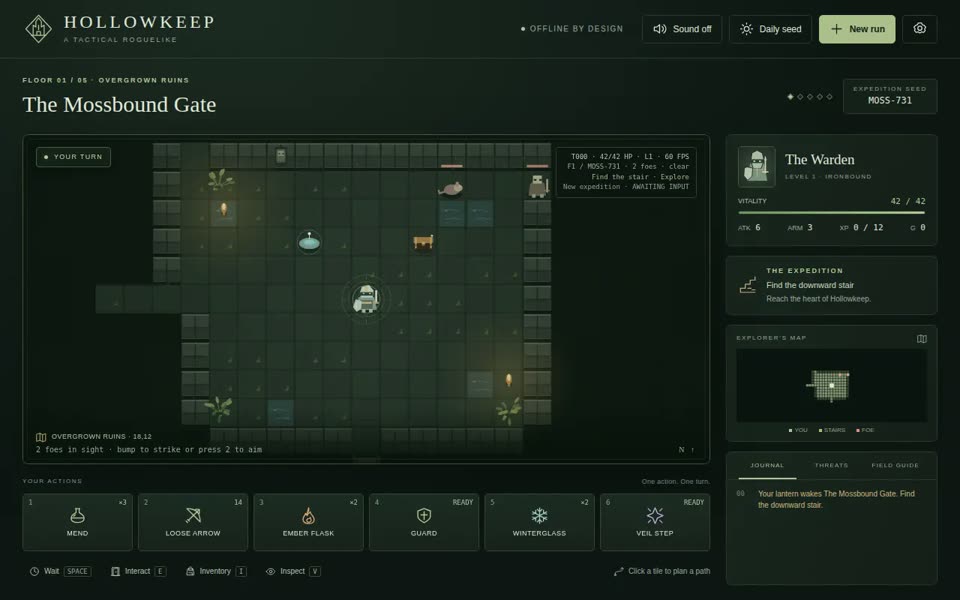 HOLLOWKEEP
A TACTICAL ROGUELIKE
OFFLINE BY DESIGN
Sound off
Daily seed
New run
FLOOR 01 / 05 · OVERGROWN RUINS
The Mossbound Gate
EXPEDITION SEED
MOSS-731
YOUR TURN
T000 · 42/42 HP · L1 · 60 FPS
F1 / MOSS-731 · 2 foes · clear
Find the stair · Explore
New expedition · AWAITING INPUT
OVERGROWN RUINS · 18,12
2 foes in sight · bump to strike or press 2 to aim
N ↑
The Warden
LEVEL 1 · IRONBOUND
VITALITY 42 / 42
ATK 6 ARM 3 XP 0 / 12 G 0
THE EXPEDITION
Find the downward stair
Reach the heart of Hollowkeep.
EXPLORER'S MAP
YOU STAIRS FOE
JOURNAL THREATS FIELD GUIDE
00 Your lantern wakes The Mossbound Gate. Find
the downward stair.
YOUR ACTIONS
One action. One turn.
1 ×3
MEND
2 14
LOOSE ARROW
3 ×2
EMBER FLASK
4 READY
GUARD
5 ×2
WINTERGLASS
6 READY
VEIL STEP
Wait SPACE
Interact E
Inventory I
Inspect V
Click a tile to plan a path